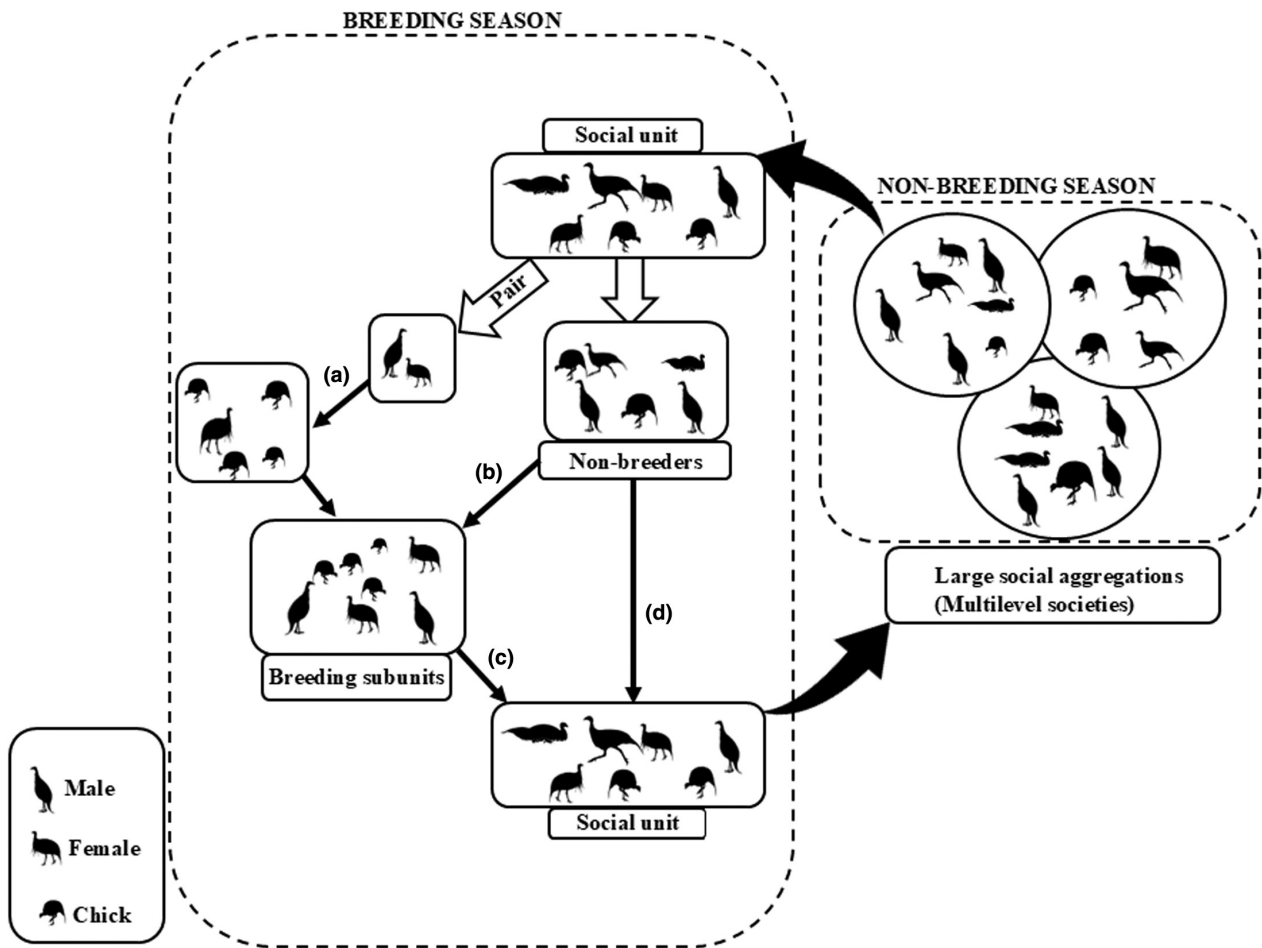 BREEDING SEASON
Social unit
NON-BREEDING SEASON
Pair
(a)
Non-breeders
(b)
Large social aggregations
(Multilevel societies)
(d)
(c)
Breeding subunits
Social unit
Male
Female
Chick